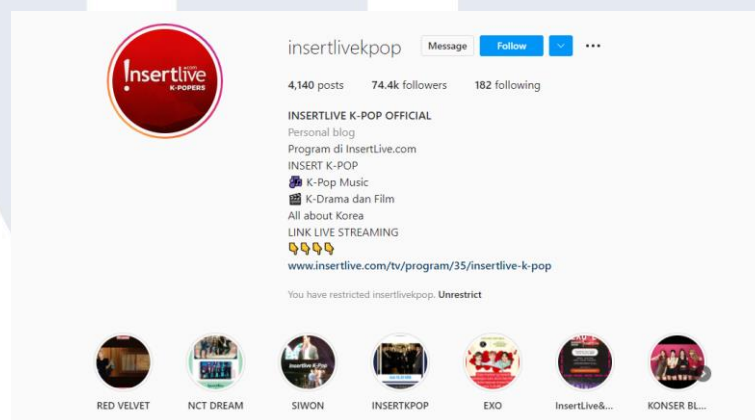 !nsertlive
.com
K-POPERS
insertlivekpop Message Follow
4,140 posts 74.4k followers 182 following
INSERTLIVE K-POP OFFICIAL
Personal blog
Program di InsertLive.com
INSERT K-POP
K-Pop Music
K-Drama dan Film
All about Korea
LINK LIVE STREAMING
www.insertlive.com/tv/program/35/insertlive-k-pop
You have restricted insertlivekpop. Unrestrict
Insertlive K-Pop
RED VELVET NCT DREAM SIWON INSERTKPOP EXO InsertLive&... KONSER BL...